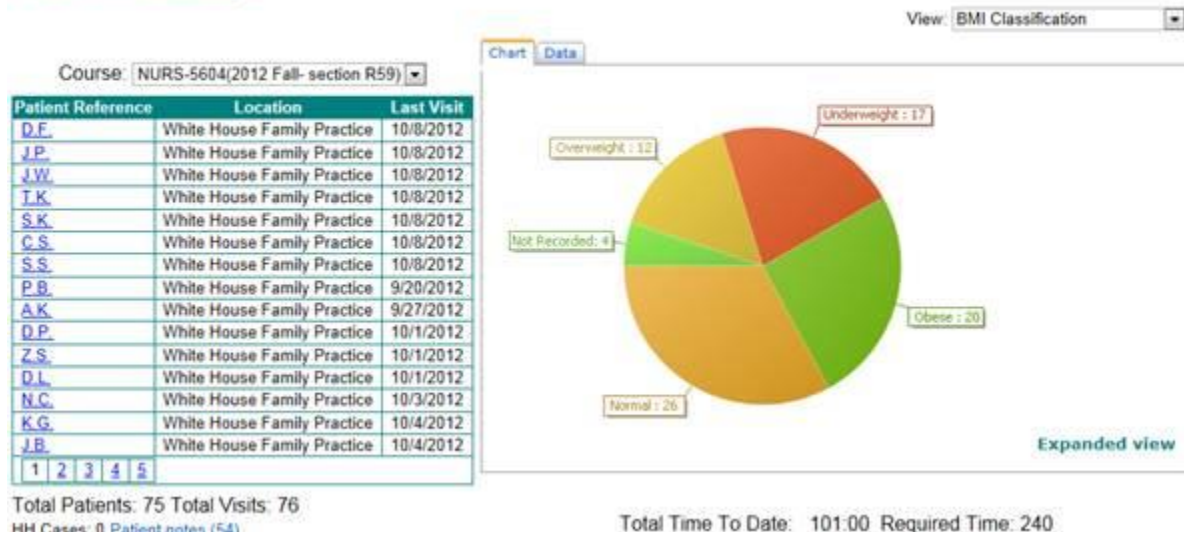 View: BMI Classification
Course: NURS-5604(2012 Fall- section R59)
Chart Data
Patient Reference Location Last Visit
D.F. White House Family Practice 10/8/2012
J.P. White House Family Practice 10/8/2012
J.W. White House Family Practice 10/8/2012
T.K. White House Family Practice 10/8/2012
S.K. White House Family Practice 10/8/2012
C.S. White House Family Practice 10/8/2012
S.S. White House Family Practice 10/8/2012
P.B. White House Family Practice 9/20/2012
A.K. White House Family Practice 9/27/2012
D.P. White House Family Practice 10/1/2012
Z.S. White House Family Practice 10/1/2012
D.L. White House Family Practice 10/1/2012
N.C. White House Family Practice 10/3/2012
K.G. White House Family Practice 10/4/2012
J.B. White House Family Practice 10/4/2012
1 2 3 4 5
Underweight : 17
Overweight : 12
Not Recorded: 4
Obese : 20
Normal : 26
Expanded view
Total Patients: 75 Total Visits: 76
HH Cases: 0 Patient notes (54)
Total Time To Date: 101:00 Required Time: 240